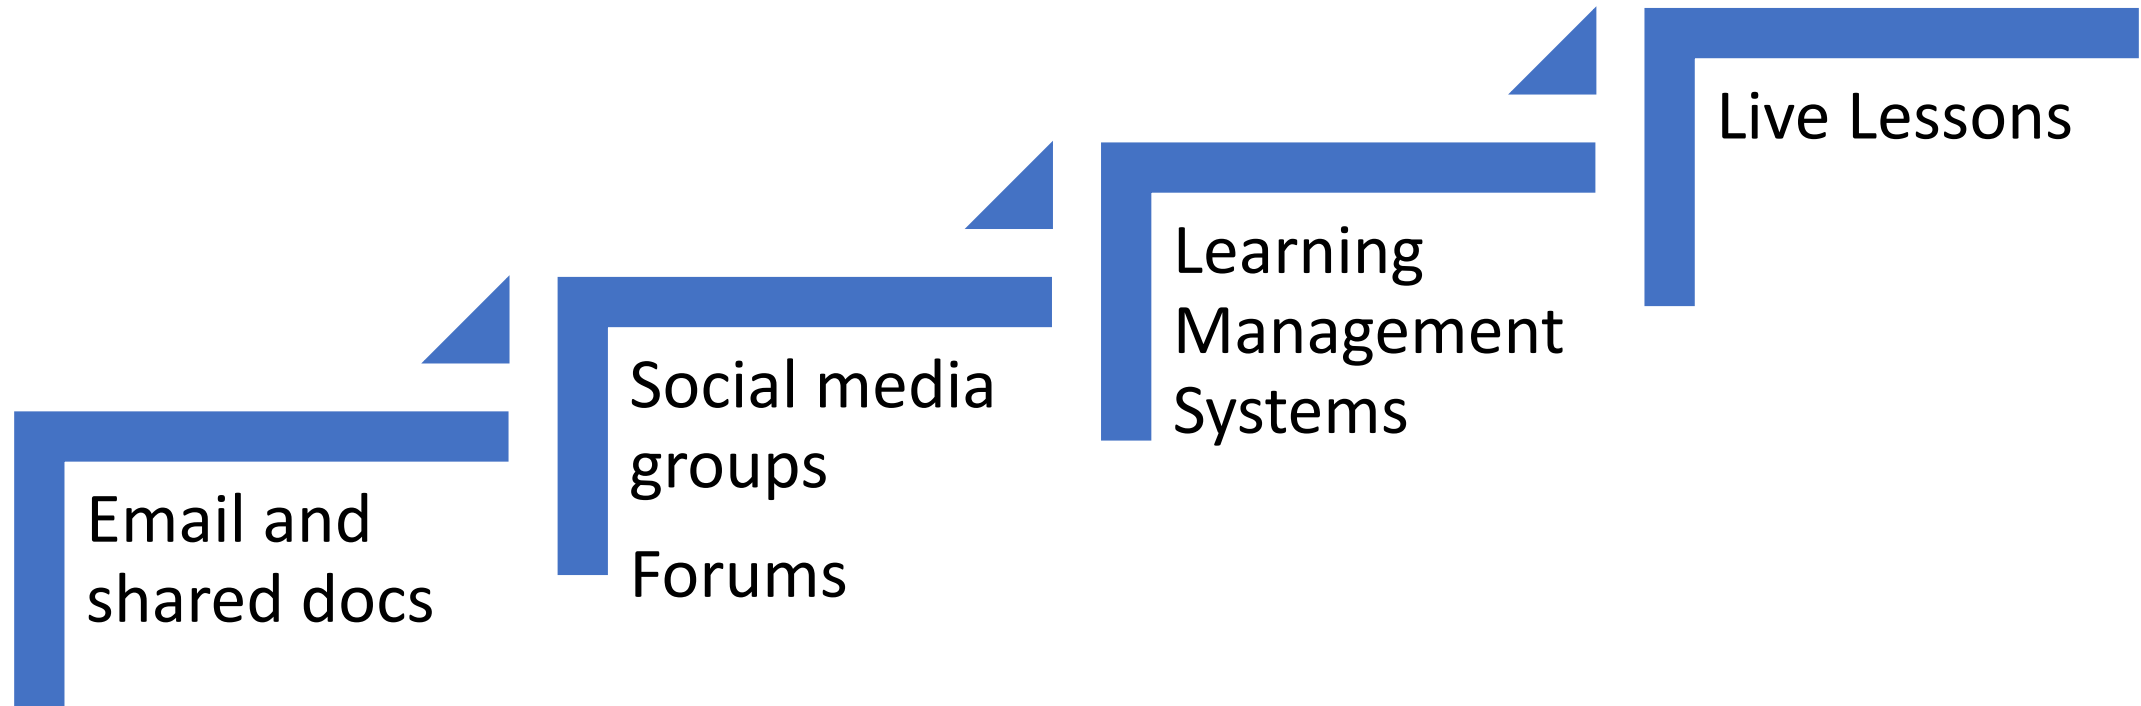 Email and
shared docs
Social media
groups
Forums
Learning
Management
Systems
Live Lessons